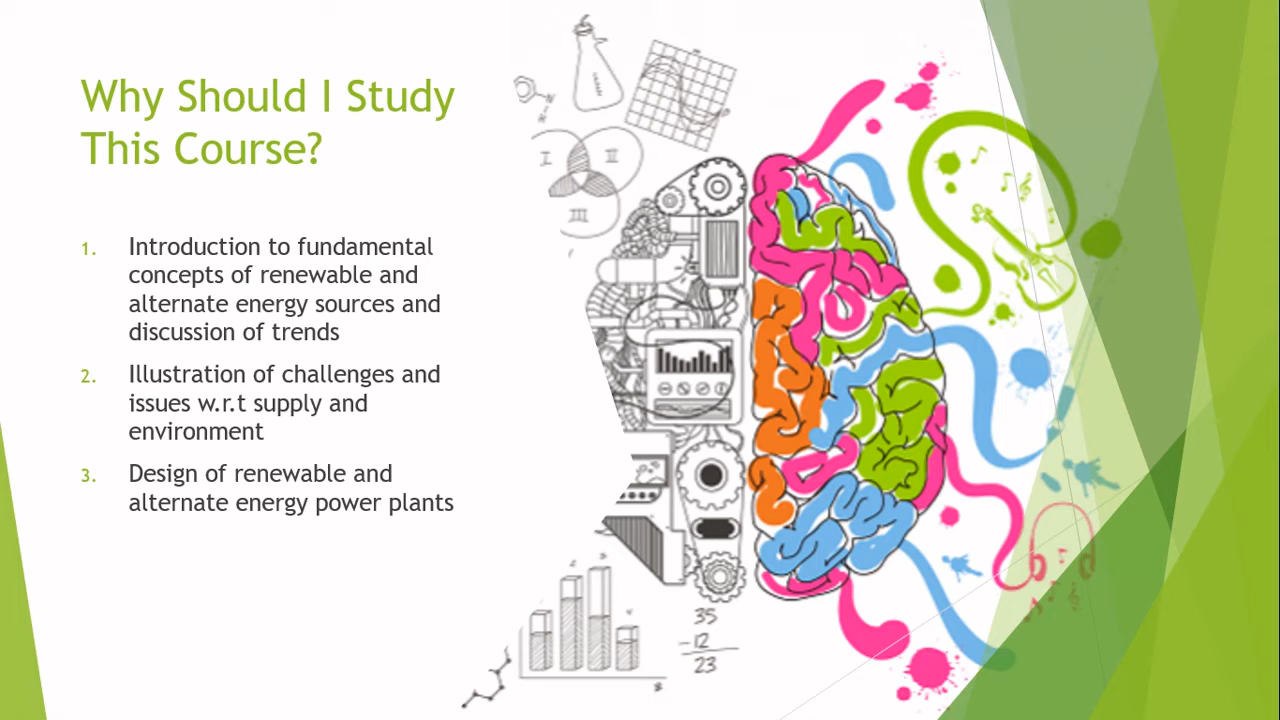 Why Should I Study
This Course?
1. Introduction to fundamental
concepts of renewable and
alternate energy sources and
discussion of trends
2. Illustration of challenges and
issues w.r.t supply and
environment
3. Design of renewable and
alternate energy power plants
I II
III
35
-12
23